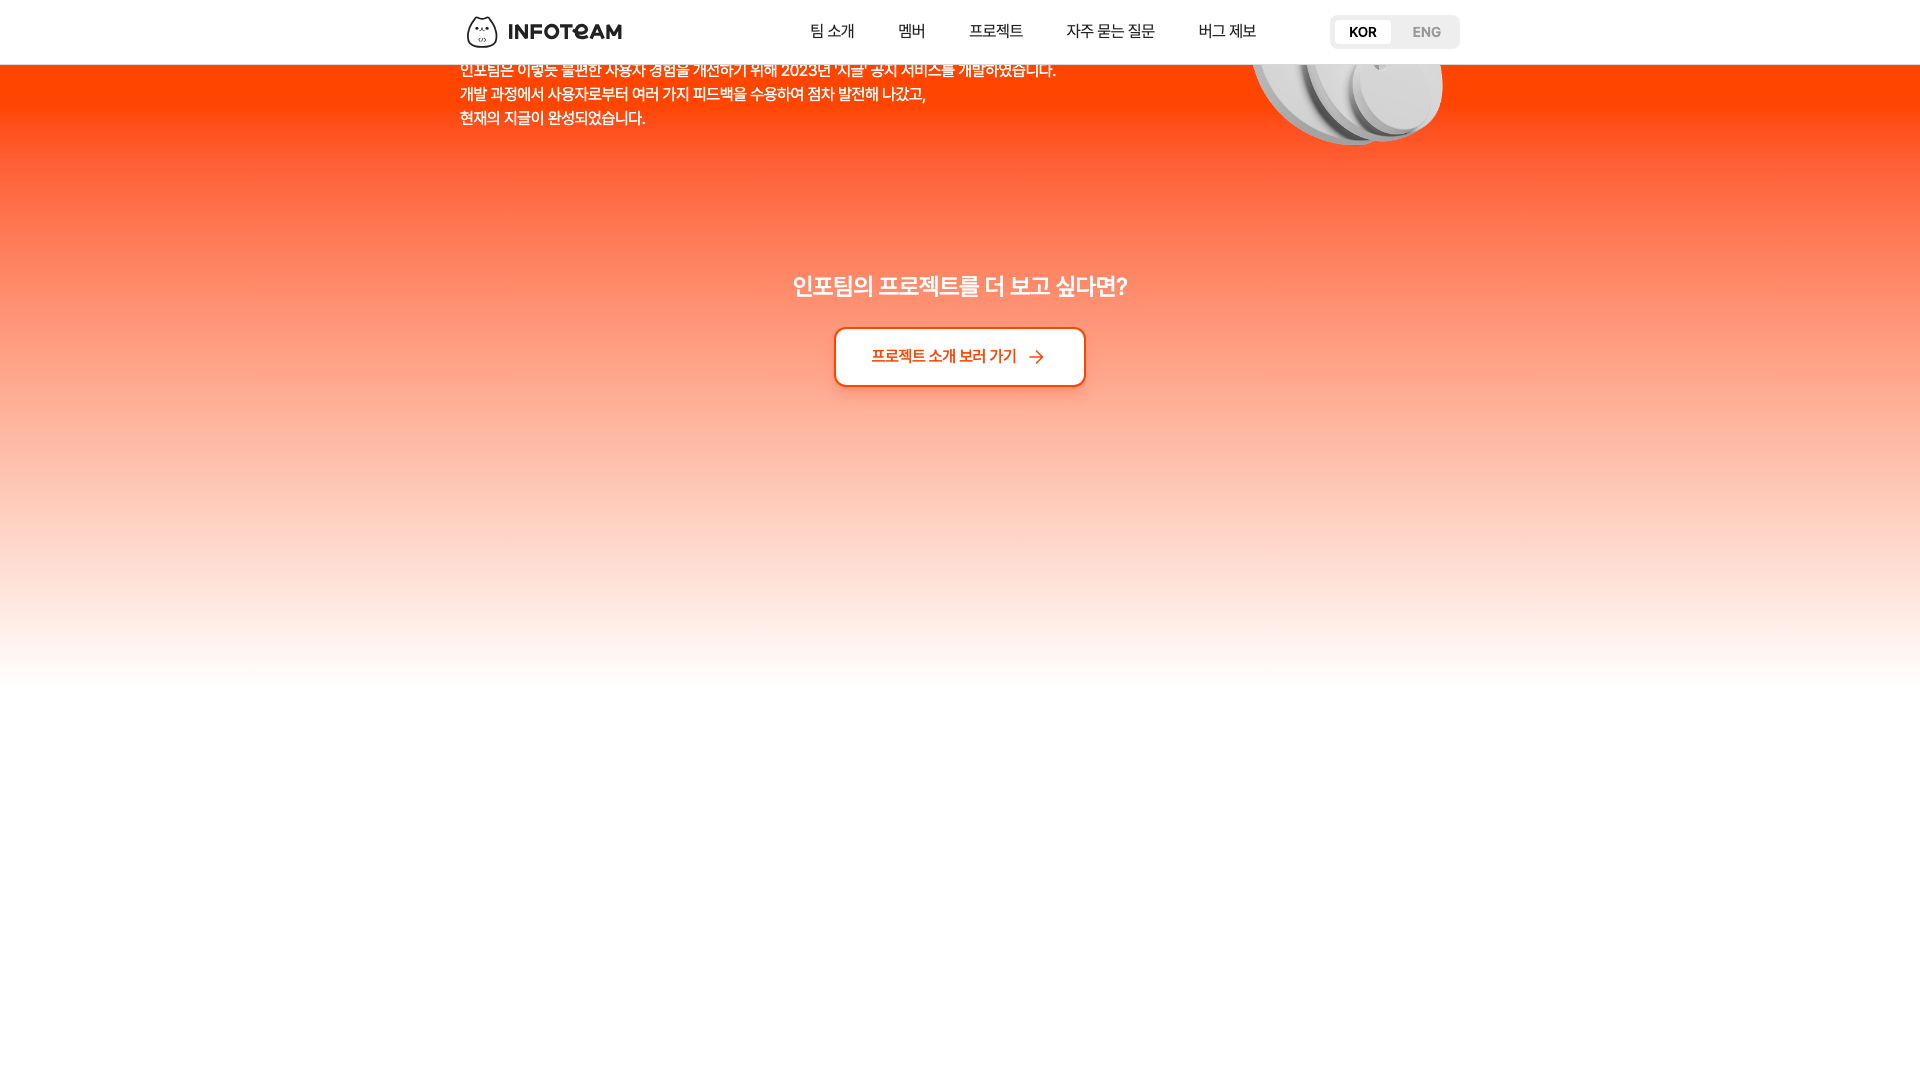 INFOTEAM
팀 소개
멤버
프로젝트
자주 묻는 질문
버그 제보
KOR
ENG
인포팀은 이렇듯 불편한 사용자 경험을 개선하기 위해 2023년 '지글' 공지 서비스를 개발하였습니다.
개발 과정에서 사용자로부터 여러 가지 피드백을 수용하여 점차 발전해 나갔고,
현재의 지글이 완성되었습니다.
인포팀의 프로젝트를 더 보고 싶다면?
프로젝트 소개 보러 가기